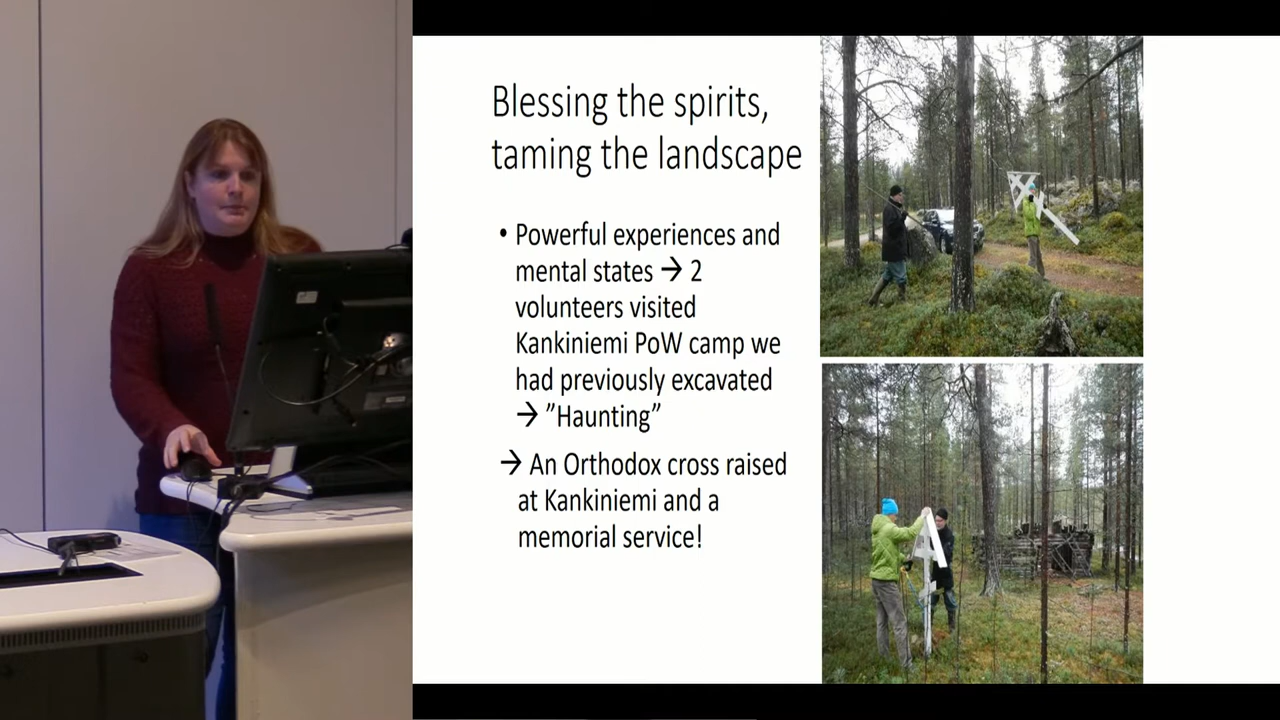 Blessing the spirits,
taming the landscape
• Powerful experiences and
mental states → 2
volunteers visited
Kankiniemi PoW camp we
had previously excavated
→ ”Haunting”
→ An Orthodox cross raised
at Kankiniemi and a
memorial service!